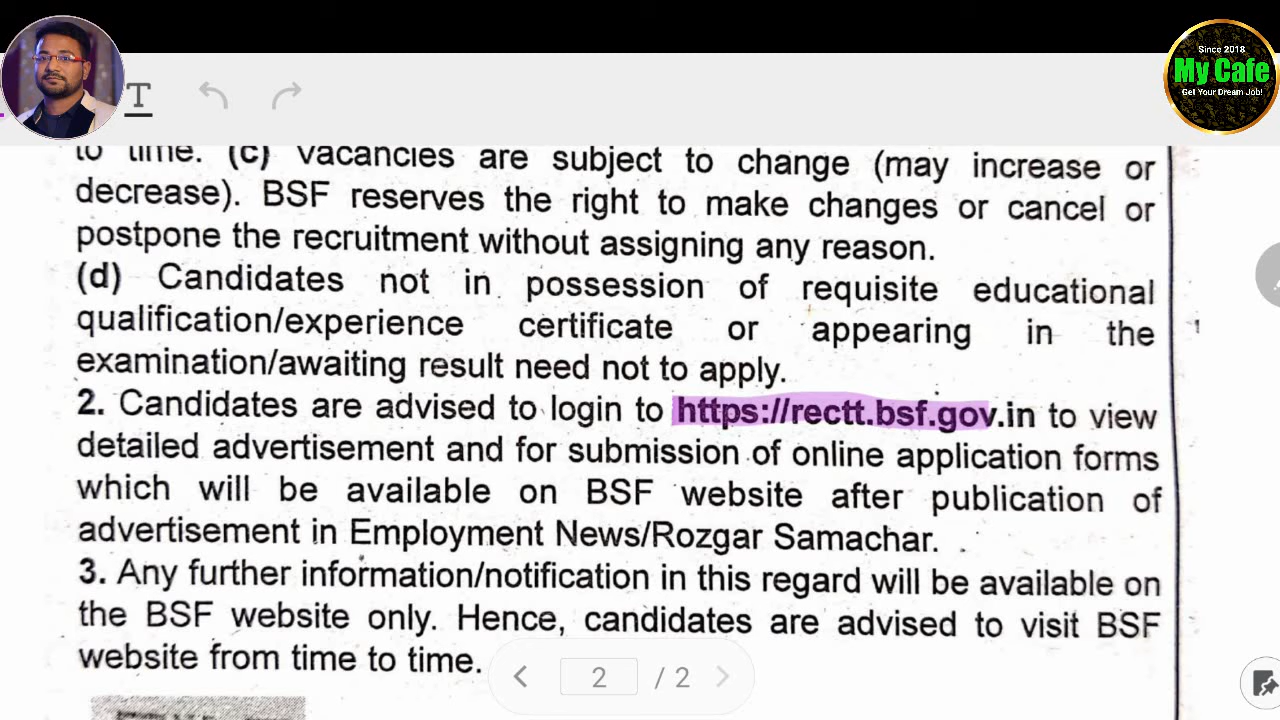 Since 2018
My Cafe
Get Your Dream Job!
T
to time. (c) vacancies are subject to change (may increase or
decrease). BSF reserves the right to make changes or cancel or
postpone the recruitment without assigning any reason.
(d) Candidates not in possession of requisite educational
qualification/experience certificate or appearing in the
examination/awaiting result need not to apply.
2. Candidates are advised to login to https://rectt.bsf.gov.in to view
detailed advertisement and for submission of online application forms
which will be available on BSF website after publication of
advertisement in Employment News/Rozgar Samachar.
3. Any further information/notification in this regard will be available on
the BSF website only. Hence, candidates are advised to visit BSF
website from time to time.
2 / 2